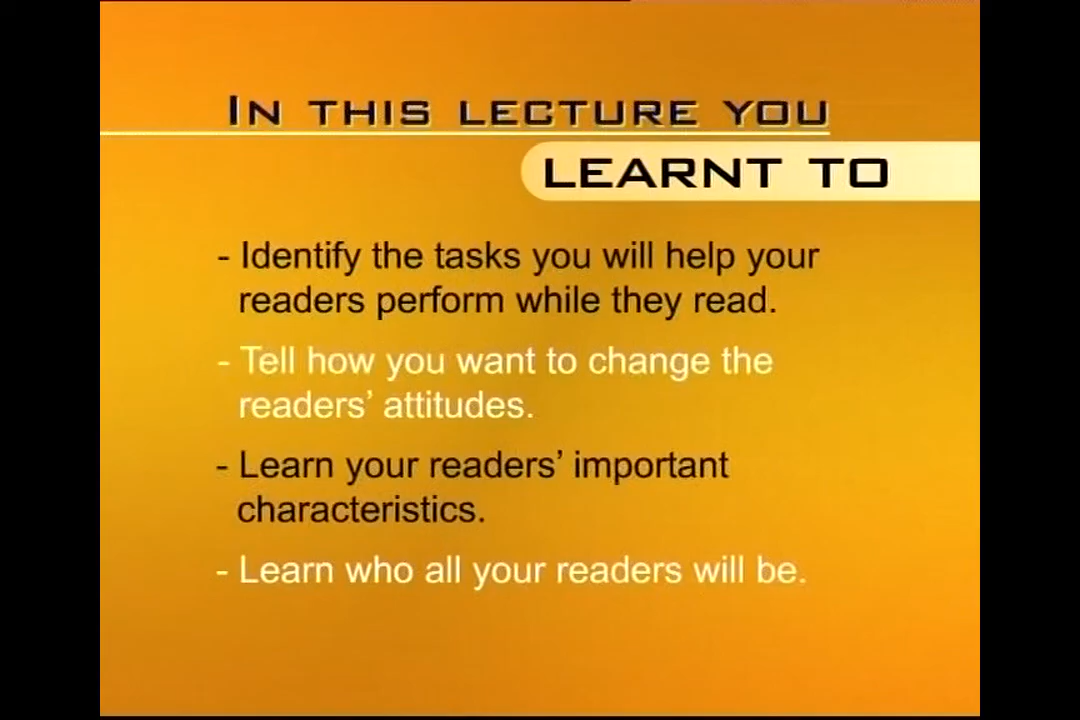 IN THIS LECTURE YOU
LEARNT TO
- Identify the tasks you will help your
readers perform while they read.
- Tell how you want to change the
readers’ attitudes.
- Learn your readers’ important
characteristics.
- Learn who all your readers will be.